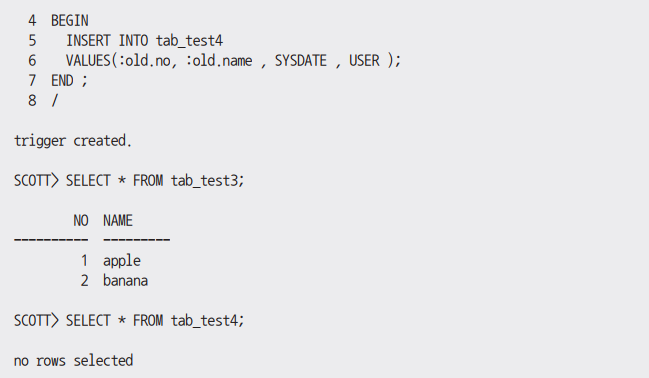 4 BEGIN
5 INSERT INTO tab_test4
6 VALUES(:old.no, :old.name , SYSDATE , USER );
7 END ;
8 /
trigger created.
SCOTT> SELECT * FROM tab_test3;
NO NAME
---------- ---------
1 apple
2 banana
SCOTT> SELECT * FROM tab_test4;
no rows selected